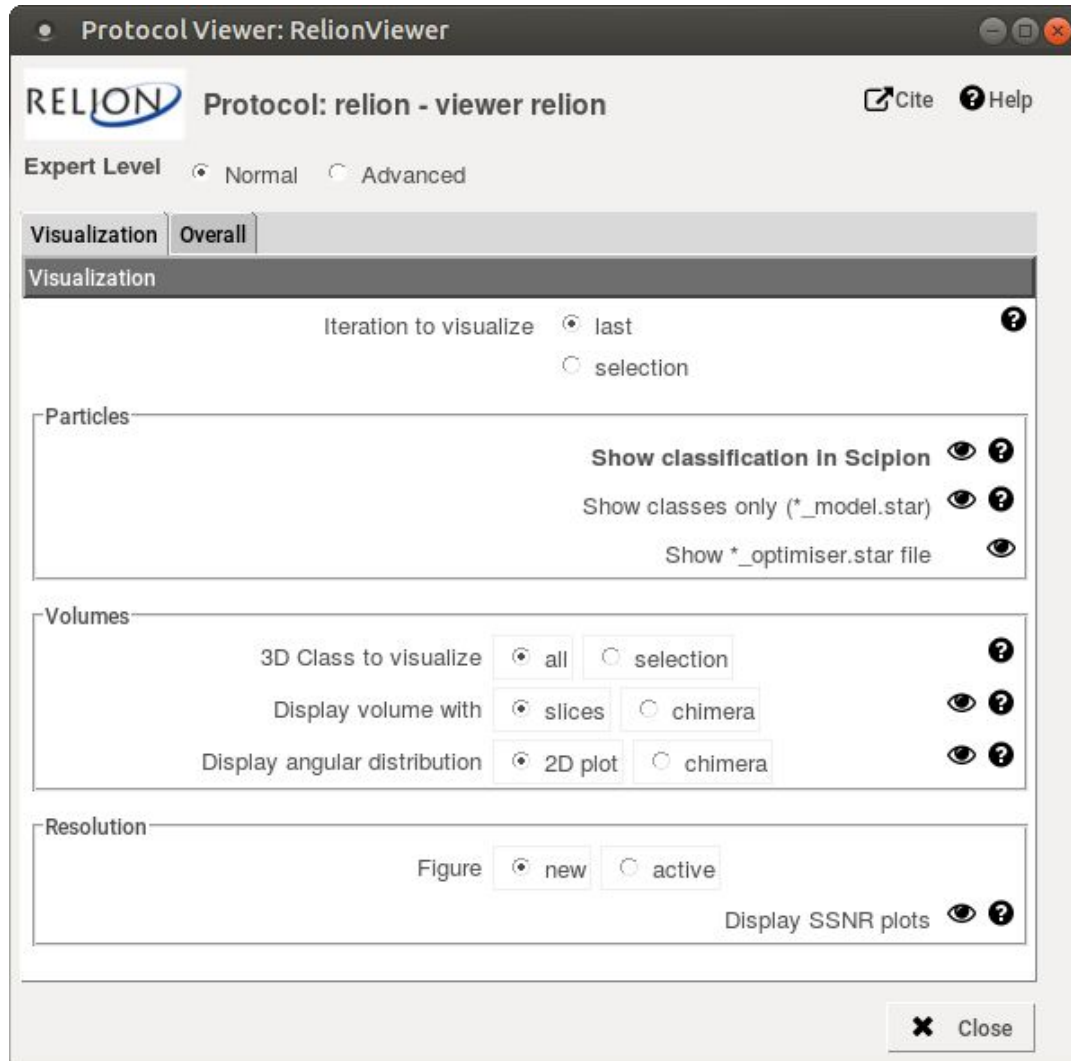 Protocol Viewer: RelionViewer
RELION Protocol: relion - viewer relion Cite Help
Expert Level Normal Advanced
Visualization Overall
Visualization
Iteration to visualize last
selection
Particles
Show classification in Scipion
Show classes only (*_model.star)
Show *_optimiser.star file
Volumes
3D Class to visualize all selection
Display volume with slices chimera
Display angular distribution 2D plot chimera
Resolution
Figure new active
Display SSNR plots
Close